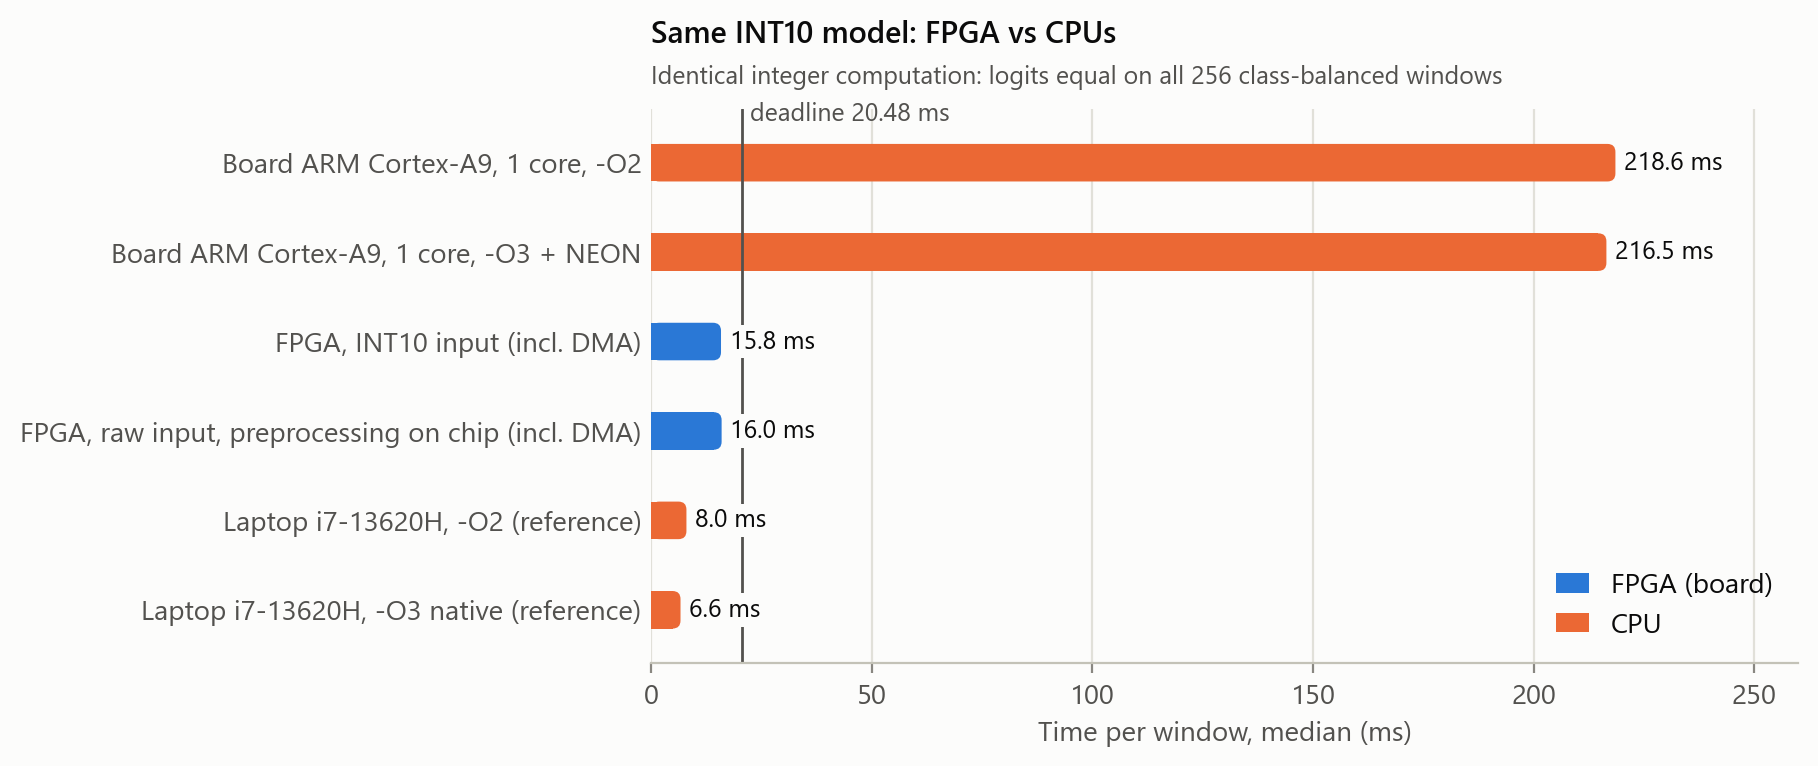 Same INT10 model: FPGA vs CPUs
Identical integer computation: logits equal on all 256 class-balanced windows
deadline 20.48 ms
Board ARM Cortex-A9, 1 core, -O2
218.6 ms
Board ARM Cortex-A9, 1 core, -O3 + NEON
216.5 ms
FPGA, INT10 input (incl. DMA)
15.8 ms
FPGA, raw input, preprocessing on chip (incl. DMA)
16.0 ms
Laptop i7-13620H, -O2 (reference)
8.0 ms
Laptop i7-13620H, -O3 native (reference)
6.6 ms
FPGA (board)
CPU
0 50 100 150 200 250
Time per window, median (ms)